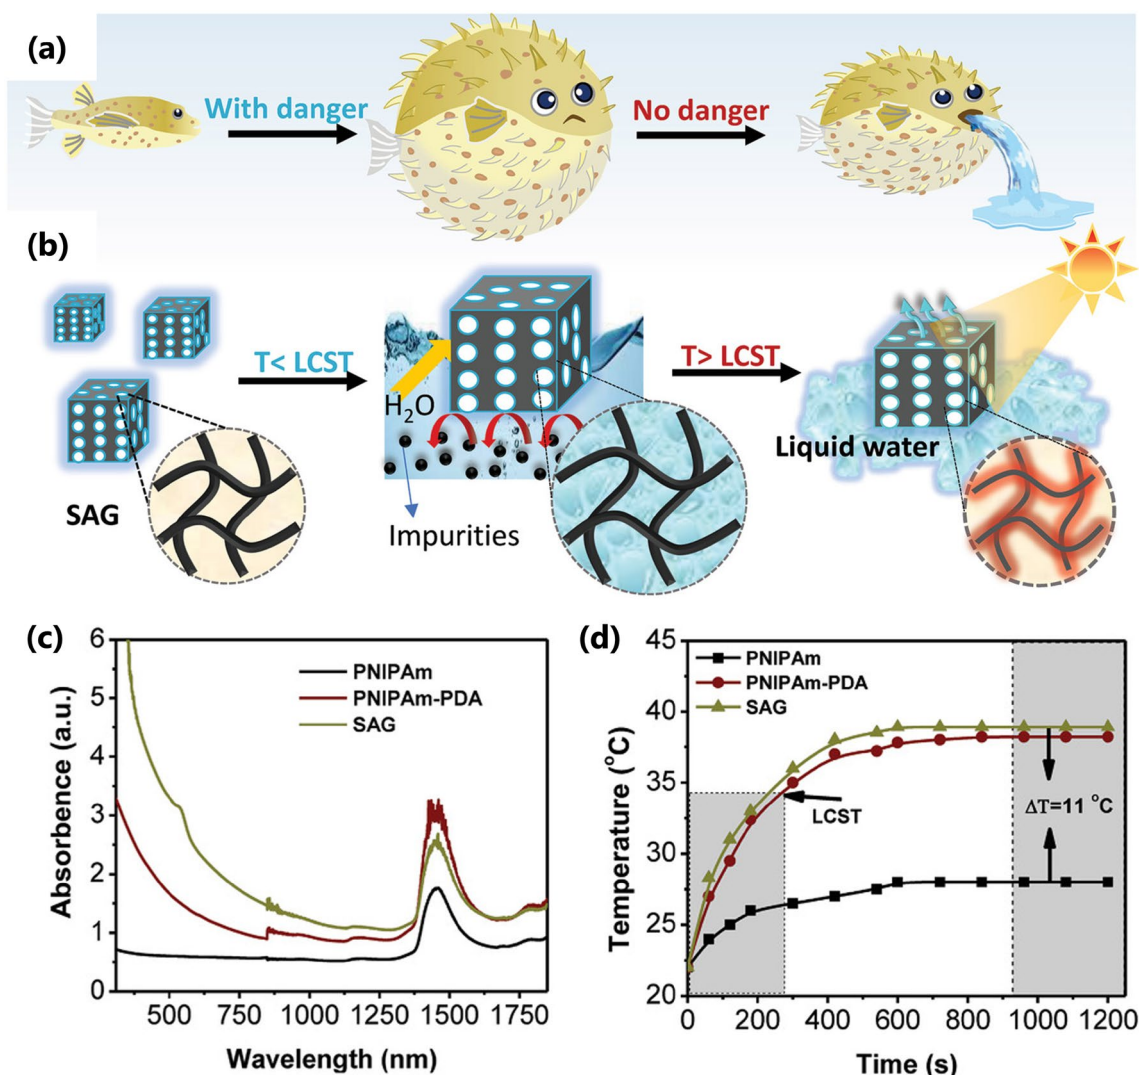 (a)
With danger
No danger
(b)
T< LCST
T> LCST
H₂O
Liquid water
SAG
Impurities
(c)
6
5
4
3
2
1
0
Absorbence (a.u.)
PNIPAm
PNIPAm-PDA
SAG
500 750 1000 1250 1500 1750
Wavelength (nm)
(d)
45
40
35
30
25
20
Temperature (°C)
PNIPAm
PNIPAm-PDA
SAG
LCST
ΔT=11 °C
0 200 400 600 800 1000 1200
Time (s)